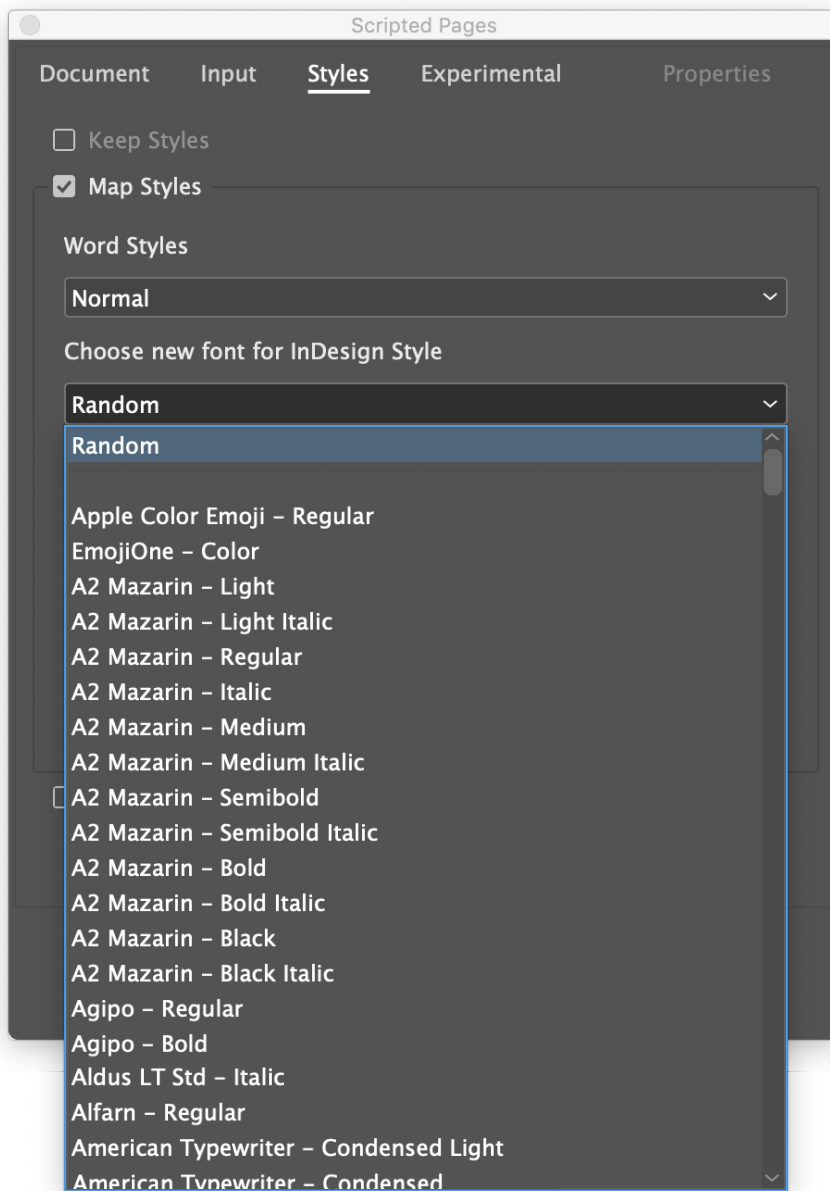 Scripted Pages
Document Input Styles Experimental Properties
Keep Styles
Map Styles
Word Styles
Normal
Choose new font for InDesign Style
Random
Random
Apple Color Emoji – Regular
EmojiOne – Color
A2 Mazarin – Light
A2 Mazarin – Light Italic
A2 Mazarin – Regular
A2 Mazarin – Italic
A2 Mazarin – Medium
A2 Mazarin – Medium Italic
A2 Mazarin – Semibold
A2 Mazarin – Semibold Italic
A2 Mazarin – Bold
A2 Mazarin – Bold Italic
A2 Mazarin – Black
A2 Mazarin – Black Italic
Agipo – Regular
Agipo – Bold
Aldus LT Std – Italic
Alfarn – Regular
American Typewriter – Condensed Light
American Typewriter – Condensed